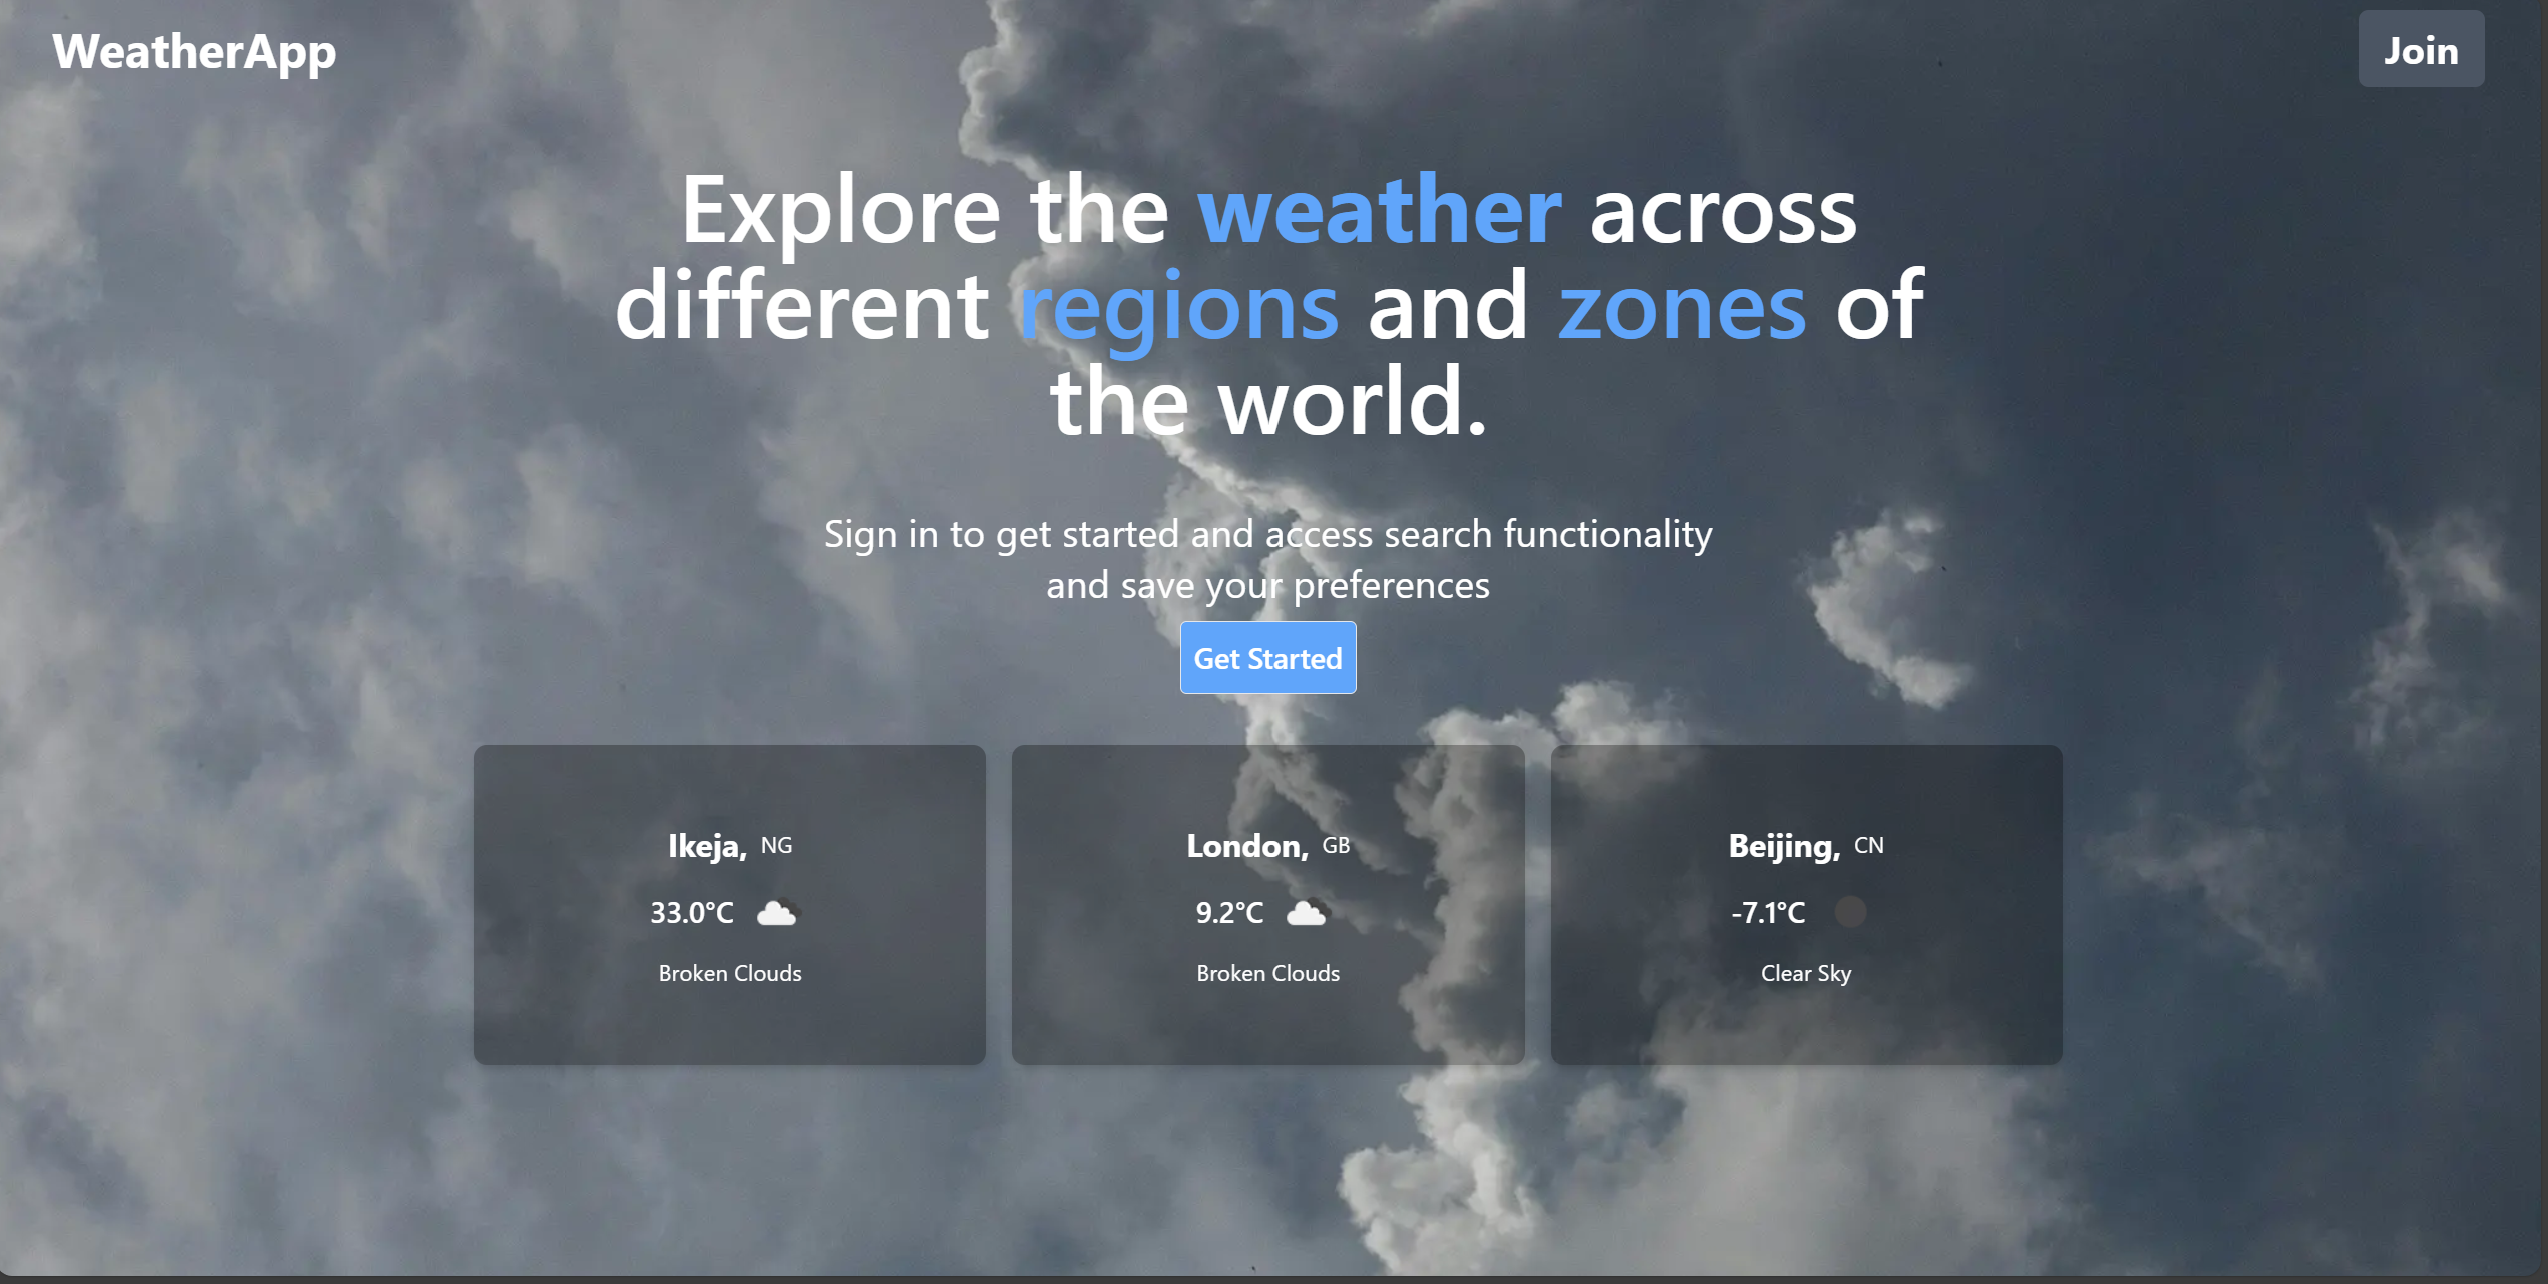 WeatherApp
Join
Explore the weather across
different regions and zones of
the world.
Sign in to get started and access search functionality
and save your preferences
Get Started
Ikeja, NG
33.0°C
Broken Clouds
London, GB
9.2°C
Broken Clouds
Beijing, CN
-7.1°C
Clear Sky